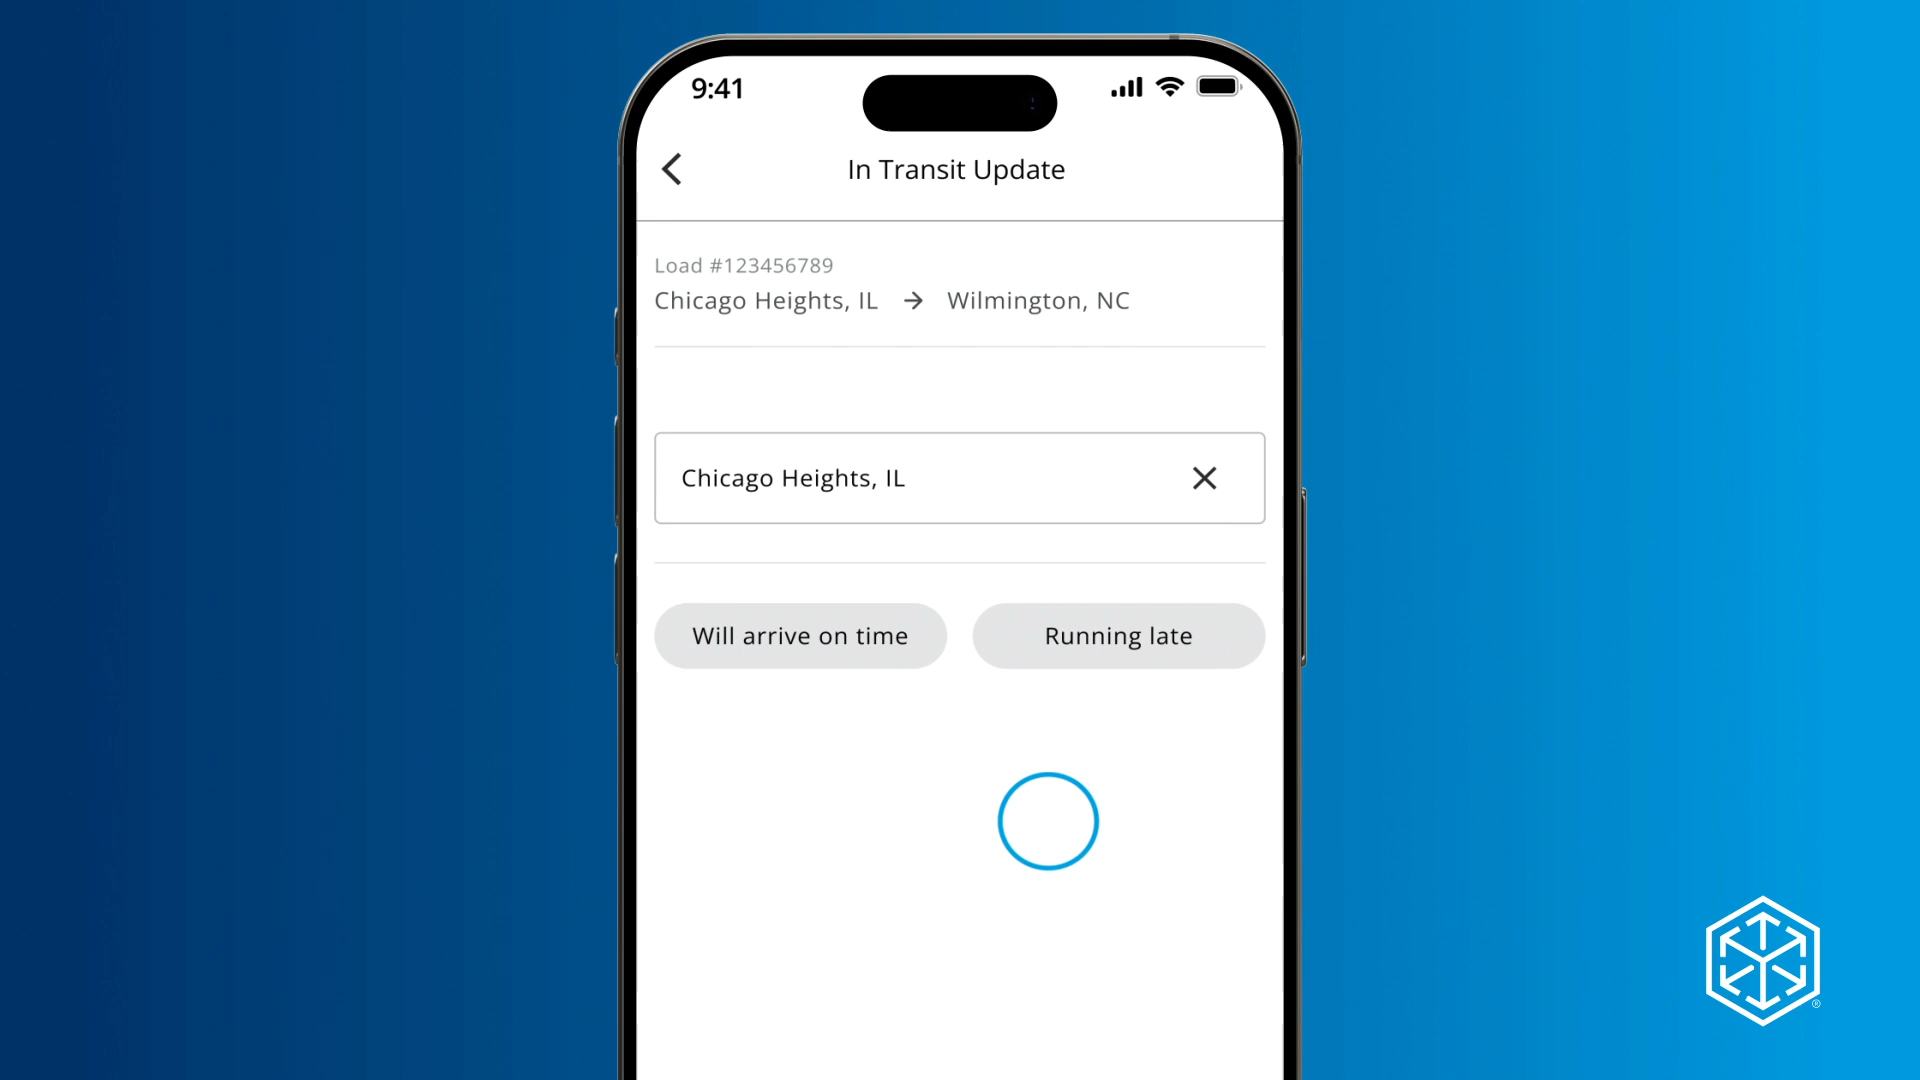 9:41
In Transit Update
Load #123456789
Chicago Heights, IL → Wilmington, NC
Chicago Heights, IL
Will arrive on time
Running late
®